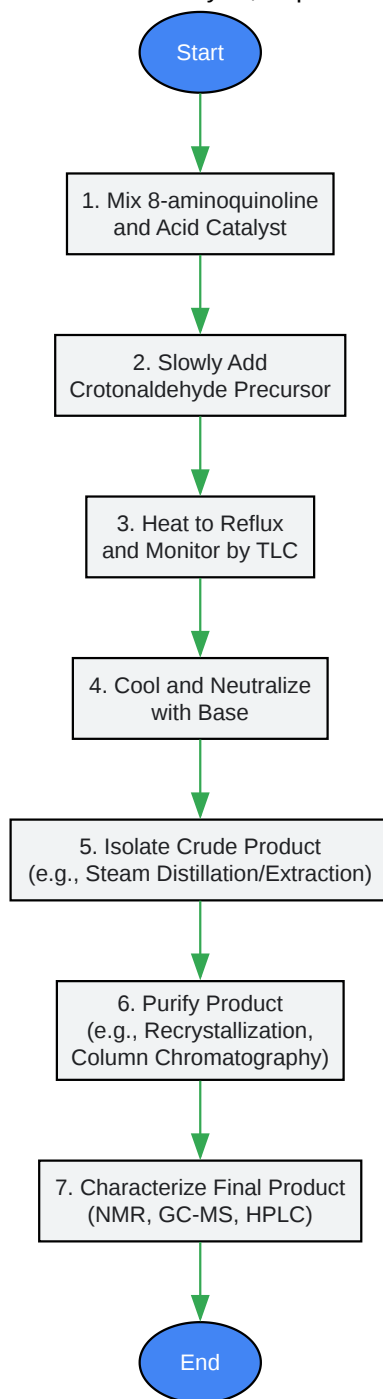 Start
1. Mix 8-aminoquinoline
and Acid Catalyst
2. Slowly Add
Crotonaldehyde Precursor
3. Heat to Reflux
and Monitor by TLC
4. Cool and Neutralize
with Base
5. Isolate Crude Product
(e.g., Steam Distillation/Extraction)
6. Purify Product
(e.g., Recrystallization,
Column Chromatography)
7. Characterize Final Product
(NMR, GC-MS, HPLC)
End